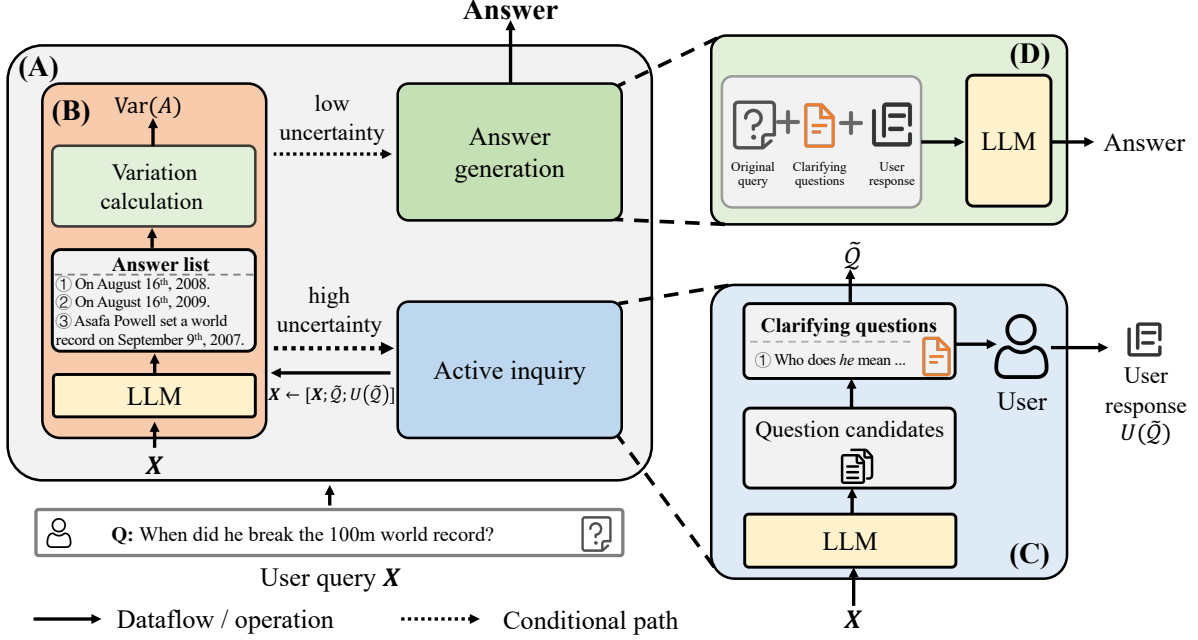 Answer
(A)
(B)
Var(A)
Variation
calculation
Answer list
① On August 16th, 2008.
② On August 16th, 2009.
③ Asafa Powell set a world
record on September 9th, 2007.
LLM
X
low
uncertainty
high
uncertainty
X ← [X; Q̃; U(Q̃)]
Answer
generation
Active inquiry
Q: When did he break the 100m world record?
User query X
Dataflow / operation
Conditional path
(D)
Original
query
Clarifying
questions
User
response
LLM
Answer
Q̃
Clarifying questions
① Who does he mean ...
User
User
response
U(Q̃)
Question candidates
LLM
(C)
X